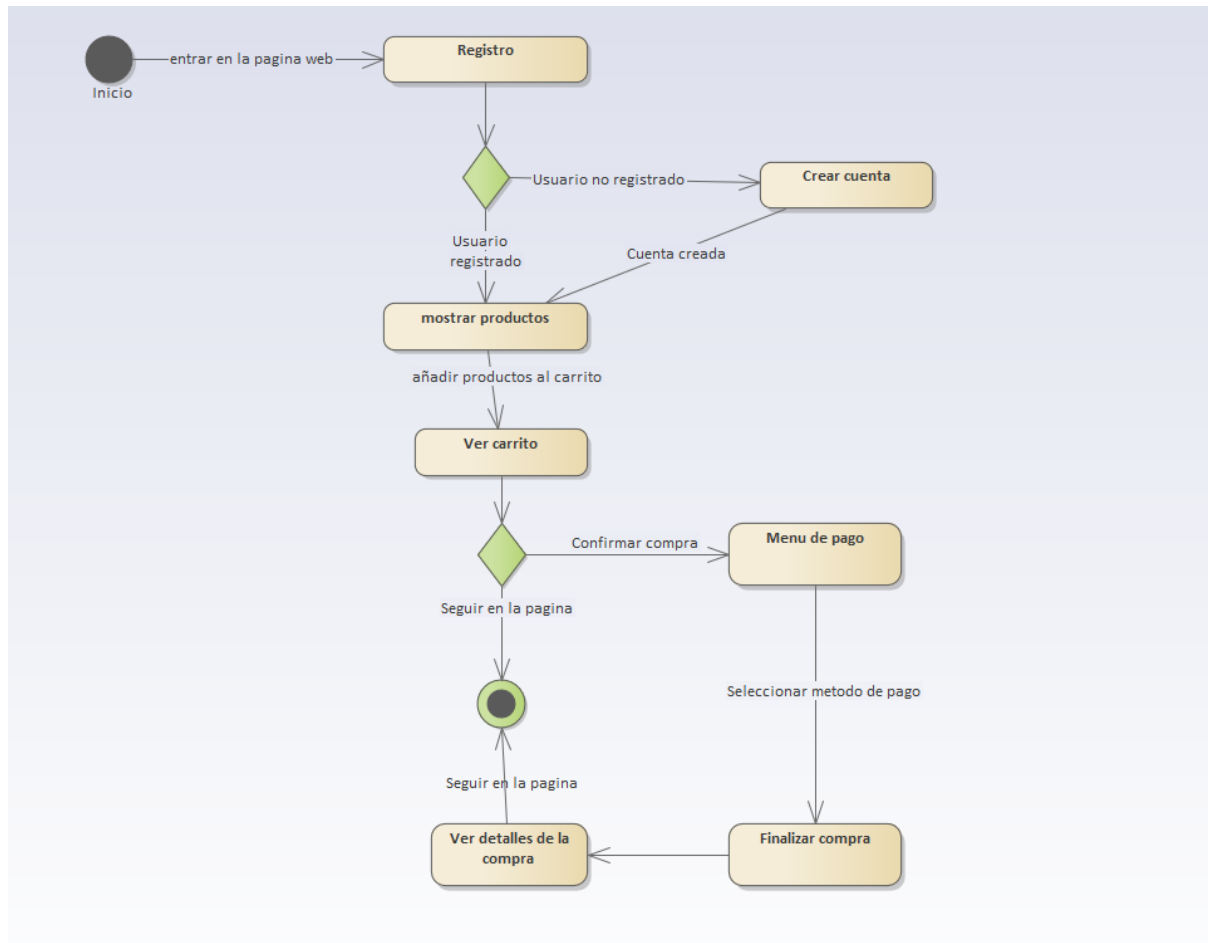 entrar en la pagina web
Registro
Inicio
Usuario no registrado
Crear cuenta
Usuario
registrado
Cuenta creada
mostrar productos
añadir productos al carrito
Ver carrito
Confirmar compra
Menu de pago
Seguir en la pagina
Seleccionar metodo de pago
Seguir en la pagina
Ver detalles de la
compra
Finalizar compra